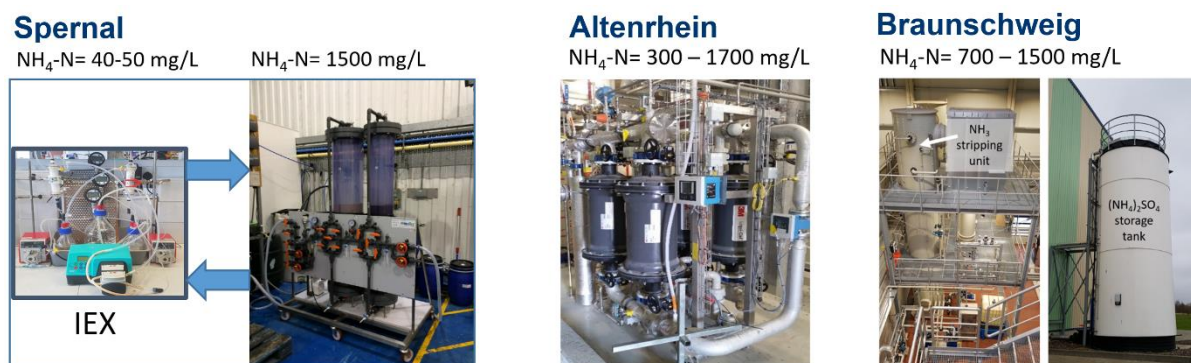 Spernal
NH₄-N= 40-50 mg/L
NH₄-N= 1500 mg/L
IEX
Altenrhein
NH₄-N= 300 – 1700 mg/L
Braunschweig
NH₄-N= 700 – 1500 mg/L
NH₃
stripping
unit
(NH₄)₂SO₄
storage
tank